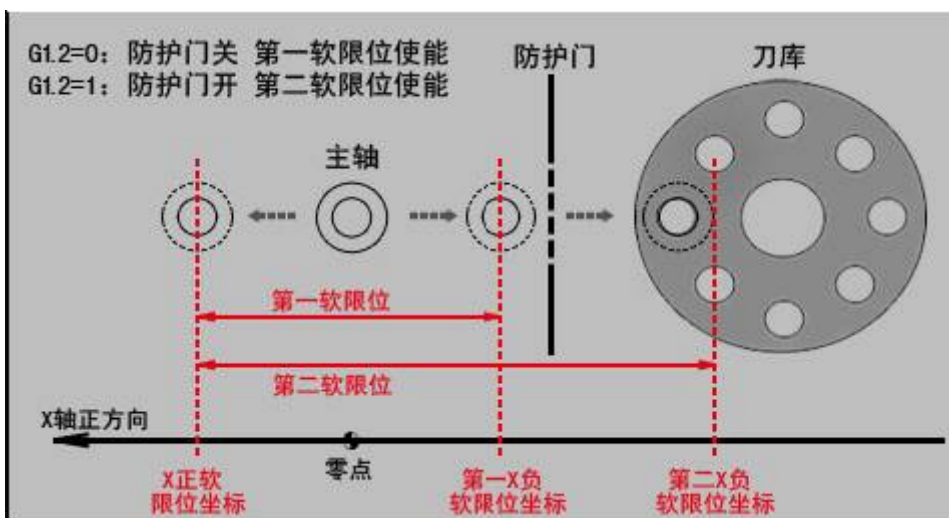 G1.2=0：防护门关 第一软限位使能
G1.2=1：防护门开 第二软限位使能
防护门
刀库
主轴
第一软限位
第二软限位
X轴正方向
零点
X正软
限位坐标
第一X负
软限位坐标
第二X负
软限位坐标